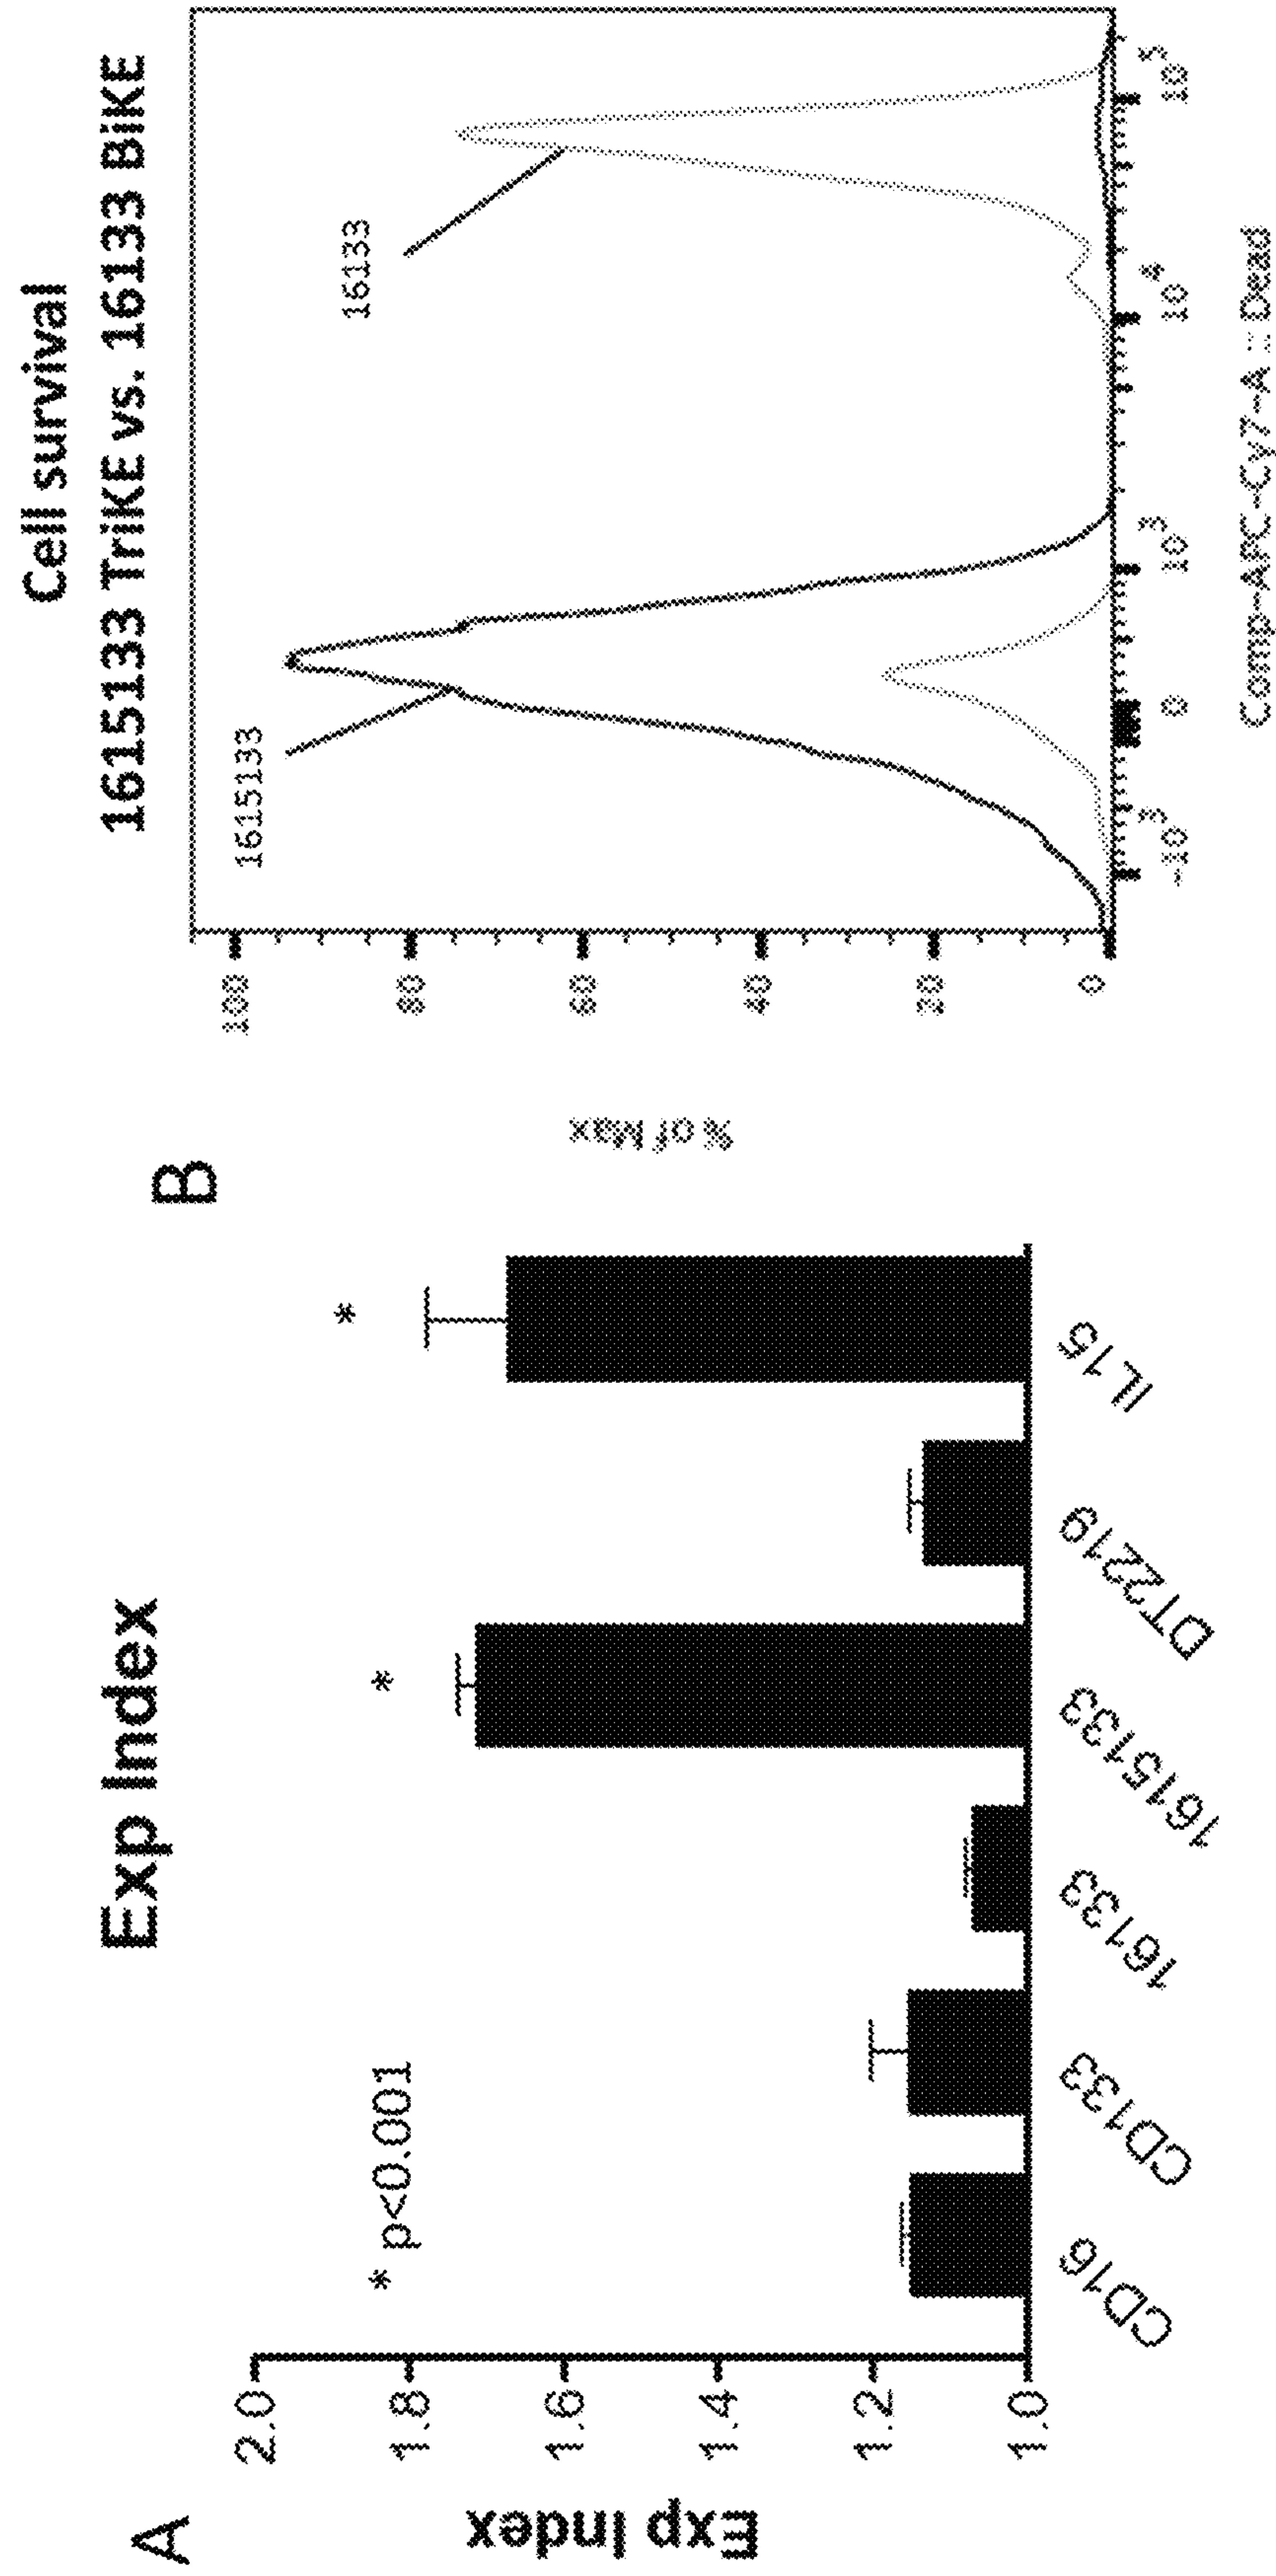 A
Exp Index
Exp Index
2.0
1.8
1.6
1.4
1.2
1.0
* p<0.001
*
*
CD16
CD133
16133
1615133
DT2219
IL15
B
Cell survival
1615133 TriKE vs. 16133 BiKE
% of Max
100
80
60
40
20
0
1615133
16133
-10³
0
10³
10⁴
10⁵
Comp-APC-Cy7-A :: Dead